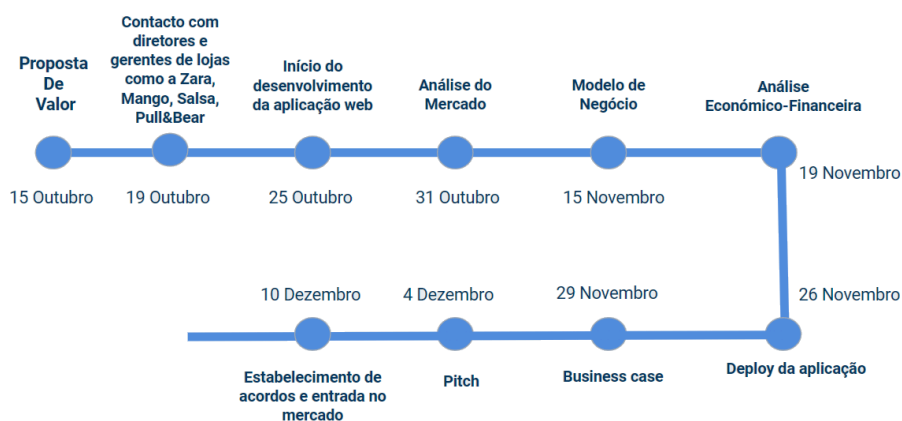 Proposta
De
Valor
Contacto com
diretores e
gerentes de lojas
como a Zara,
Mango, Salsa,
Pull&Bear
Início do
desenvolvimento
da aplicação web
Análise do
Mercado
Modelo de
Negócio
Análise
Económico-Financeira
15 Outubro
19 Outubro
25 Outubro
31 Outubro
15 Novembro
19 Novembro
10 Dezembro
4 Dezembro
29 Novembro
26 Novembro
Estabelecimento de
acordos e entrada no
mercado
Pitch
Business case
Deploy da aplicação